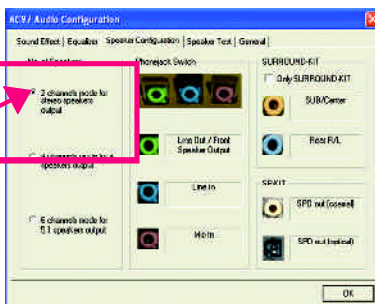 AC97 Audio Configuration
Sound Effect | Equalizer | Speaker Configuration | Speaker Test | General
No. of Speakers
2 channels mode for
stereo speakers
output
speakers output
6 channels mode for
5.1 speakers output
Phonejack Switch
Line Out / Front
Speaker Output
Line In
Mic In
SURROUND-KIT
Only SURROUND-KIT
SUB/Center
Rear R/L
SPKIT
SPD out (coaxial)
SPD out (optical)
OK